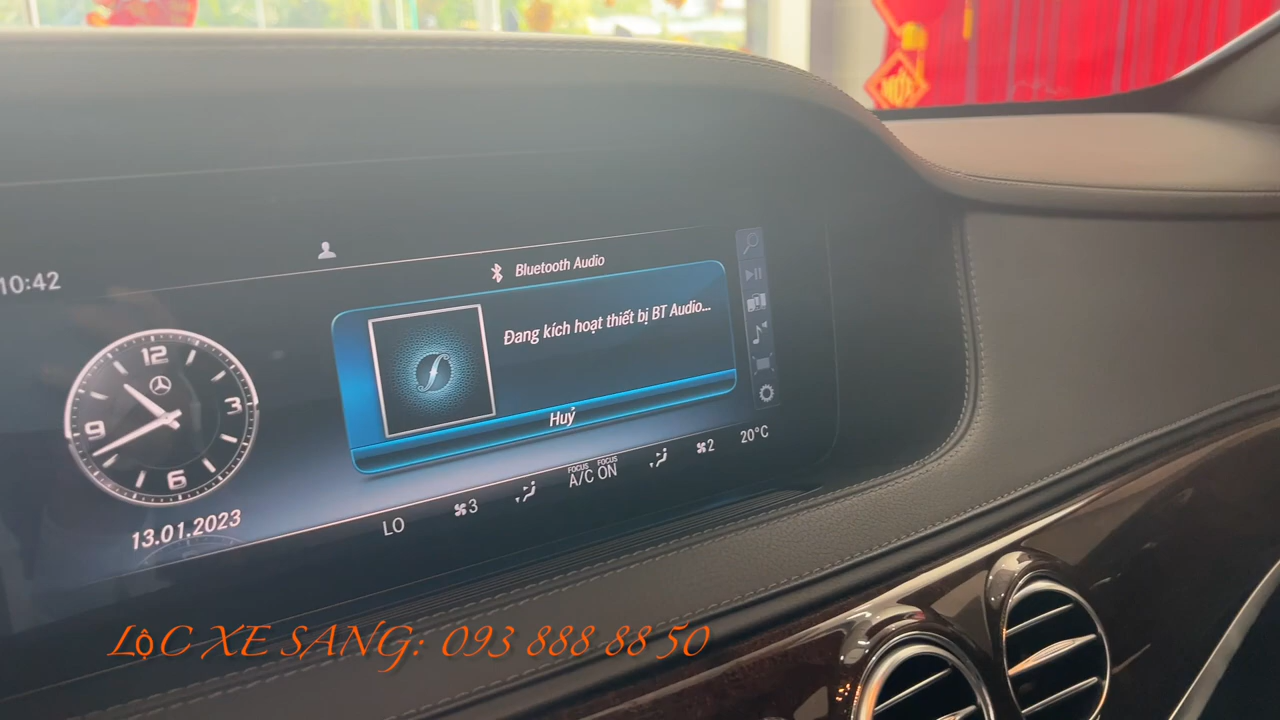 10:42
Bluetooth Audio
Đang kích hoạt thiết bị BT Audio...
Huỷ
12
3
6
9
13.01.2023
LO
3
FOCUS FOCUS
A/C ON
2
20°C
LộC XE SANG: 093 888 88 50